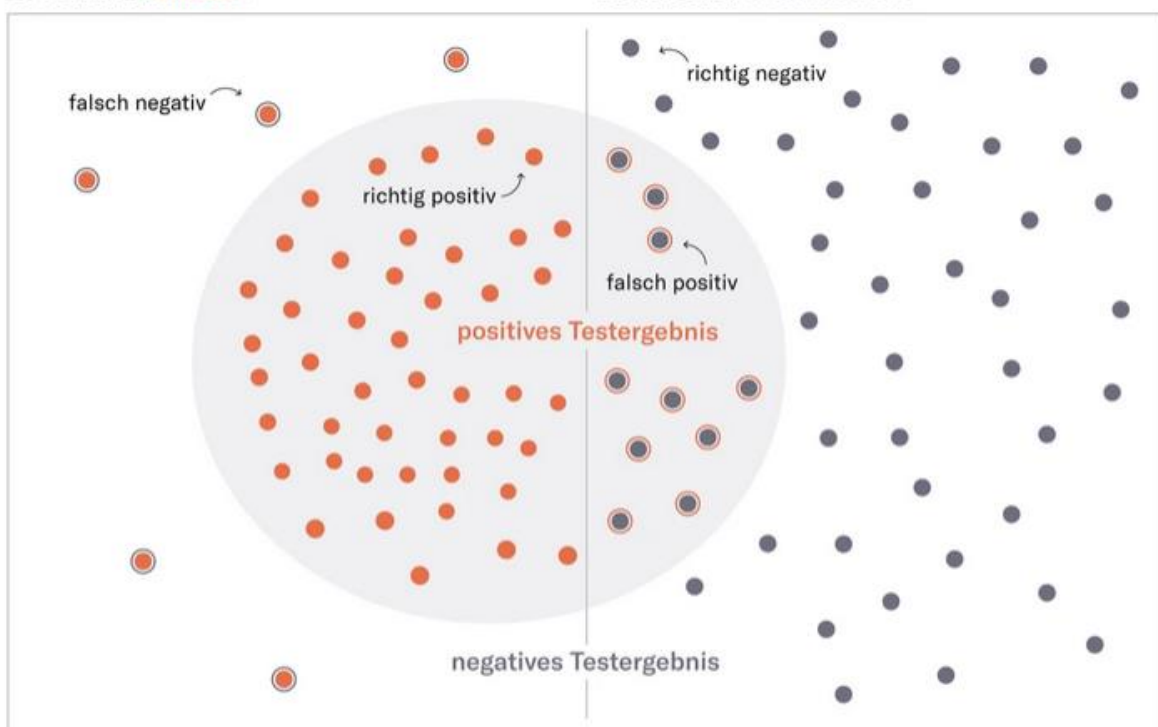 richtig negativ
falsch negativ
richtig positiv
falsch positiv
positives Testergebnis
negatives Testergebnis